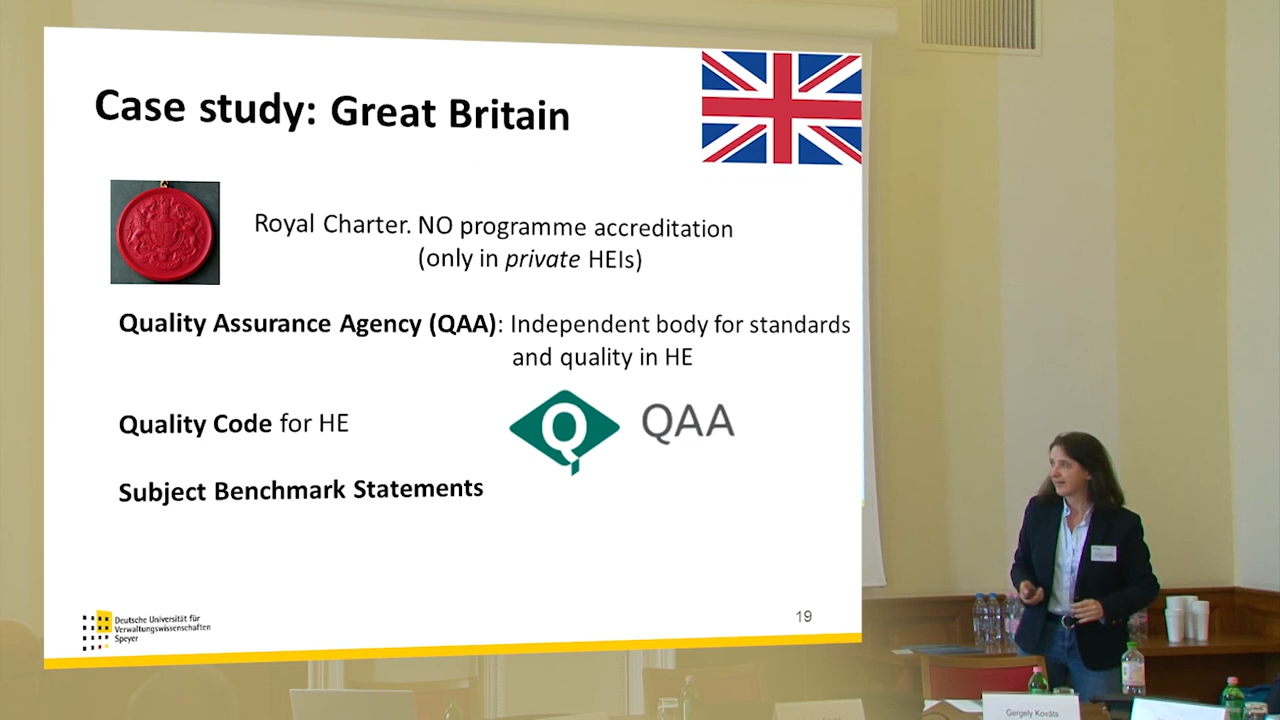 Case study: Great Britain
Royal Charter. NO programme accreditation
(only in private HEIs)
Quality Assurance Agency (QAA): Independent body for standards
and quality in HE
Quality Code for HE
QAA
Subject Benchmark Statements
Deutsche Universität für
Verwaltungswissenschaften
Speyer
19
Gergely Kováts